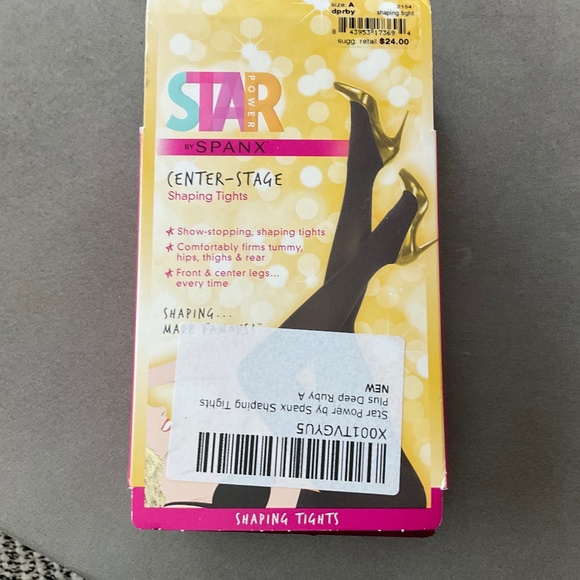 size: A 2154
dprby shaping tight
8 43953 17369 4
sugg. retail $24.00
STAR
POWER
BY SPANX
CENTER-STAGE
Shaping Tights
★ Show-stopping, shaping tights
★ Comfortably firms tummy,
hips, thighs & rear
★ Front & center legs...
every time
SHAPING...
X001TVGYU5
Star Power by Spanx Shaping Tights
Plus Deep Ruby A
NEW
SHAPING TIGHTS